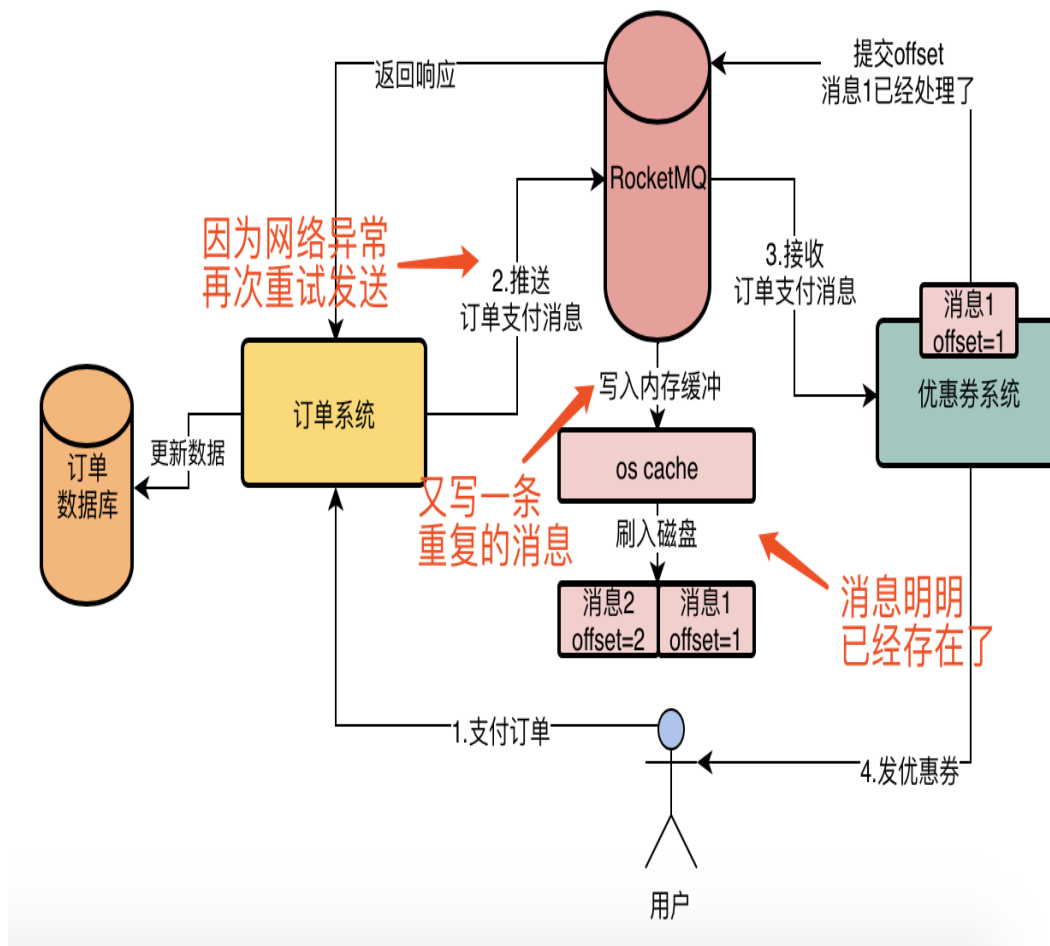 提交offset
消息1已经处理了
返回响应
RocketMQ
因为网络异常
再次重试发送
2.推送
订单支付消息
3.接收
订单支付消息
消息1
offset=1
优惠券系统
写入内存缓冲
订单系统
更新数据
订单
数据库
os cache
又写一条
重复的消息
刷入磁盘
消息2
offset=2
消息1
offset=1
消息明明
已经存在了
1.支付订单
4.发优惠券
用户